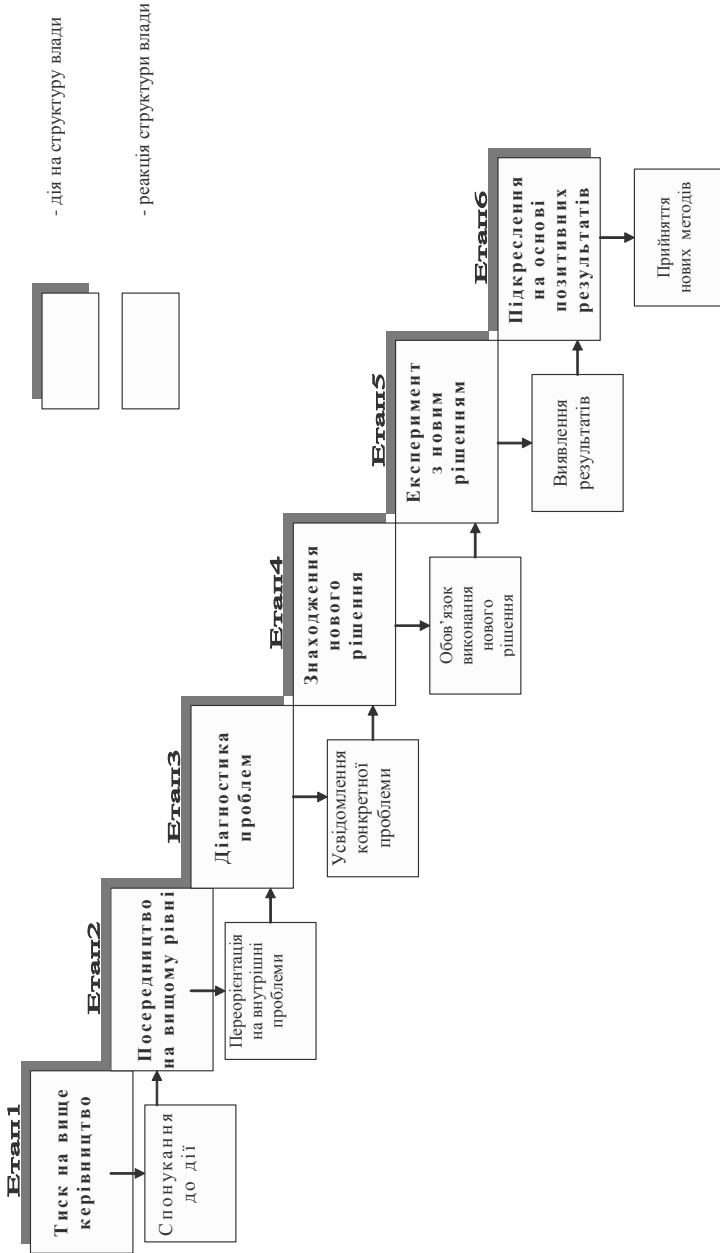 Етап1
Тиск на вище
керівництво
Спонукання
до дії
Етап2
Посередництво
на вищому рівні
Переорієнтація
на внутрішні
проблеми
Етап3
Діагностика
проблем
Усвідомлення
конкретної
проблеми
Етап4
Знаходження
нового
рішення
Обов’язок
виконання
нового
рішення
Етап5
Експеримент
з новим
рішенням
Виявлення
результатів
Етап6
Підкреслення
на основі
позитивних
результатів
Прийняття
нових методів
- дія на структуру влади
- реакція структури влади